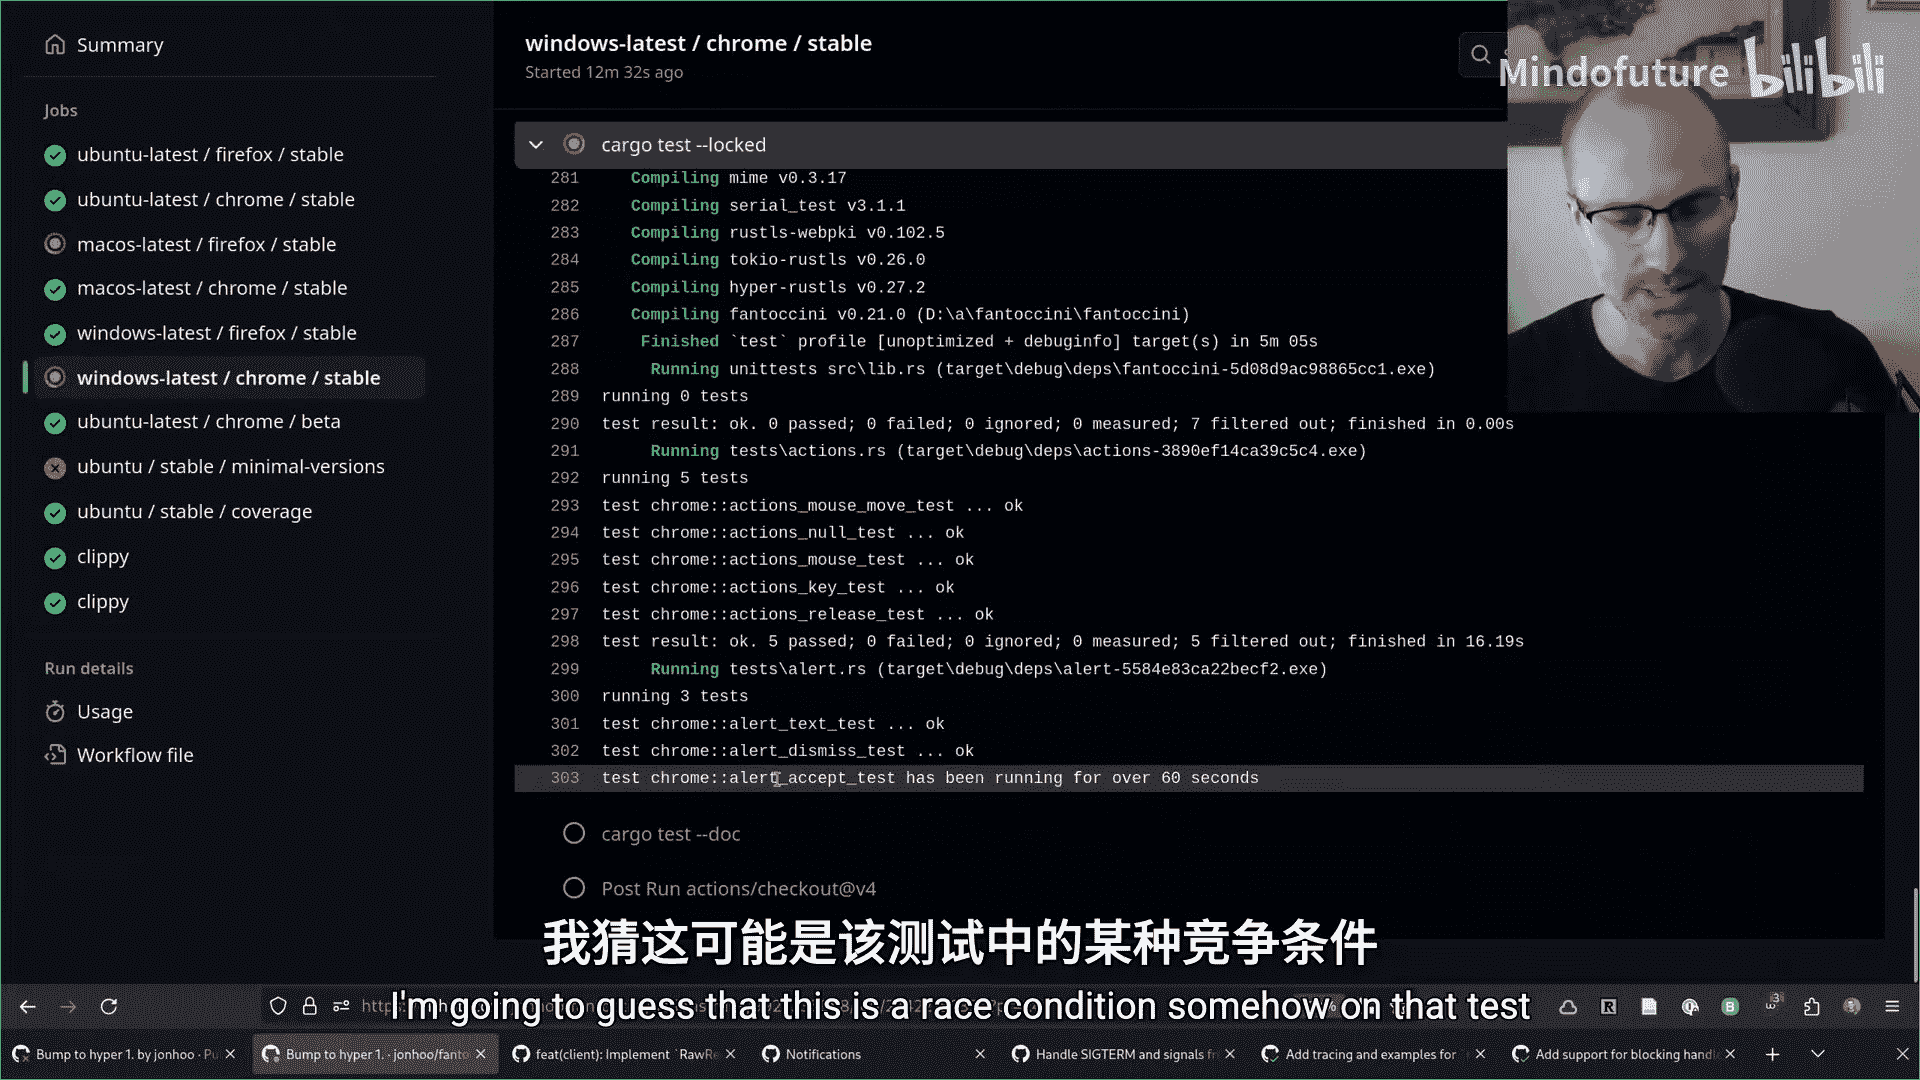 Summary
Jobs
ubuntu-latest / firefox / stable
ubuntu-latest / chrome / stable
macos-latest / firefox / stable
macos-latest / chrome / stable
windows-latest / firefox / stable
windows-latest / chrome / stable
ubuntu-latest / chrome / beta
ubuntu / stable / minimal-versions
ubuntu / stable / coverage
clippy
clippy
Run details
Usage
Workflow file
windows-latest / chrome / stable
Started 12m 32s ago
Mindofuture bilibili
cargo test --locked
281 Compiling mime v0.3.17
282 Compiling serial_test v3.1.1
283 Compiling rustls-webpki v0.102.5
284 Compiling tokio-rustls v0.26.0
285 Compiling hyper-rustls v0.27.2
286 Compiling fantoccini v0.21.0 (D:\a\fantoccini\fantoccini)
287 Finished `test` profile [unoptimized + debuginfo] target(s) in 5m 05s
288 Running unittests src\lib.rs (target\debug\deps\fantoccini-5d08d9ac98865cc1.exe)
289 running 0 tests
290 test result: ok. 0 passed; 0 failed; 0 ignored; 0 measured; 7 filtered out; finished in 0.00s
291 Running tests\actions.rs (target\debug\deps\actions-3890ef14ca39c5c4.exe)
292 running 5 tests
293 test chrome::actions_mouse_move_test ... ok
294 test chrome::actions_null_test ... ok
295 test chrome::actions_mouse_test ... ok
296 test chrome::actions_key_test ... ok
297 test chrome::actions_release_test ... ok
298 test result: ok. 5 passed; 0 failed; 0 ignored; 0 measured; 5 filtered out; finished in 16.19s
299 Running tests\alert.rs (target\debug\deps\alert-5584e83ca22becf2.exe)
300 running 3 tests
301 test chrome::alert_text_test ... ok
302 test chrome::alert_dismiss_test ... ok
303 test chrome::alert_accept_test has been running for over 60 seconds
cargo test --doc
Post Run actions/checkout@v4
我猜这可能是该测试中的某种竞争条件
I'm going to guess that this is a race condition somehow on that test
Bump to hyper 1. by jonhoo · Pu
Bump to hyper 1. · jonhoo/fanto
feat(client): Implement `RawRe
Notifications
Handle SIGTERM and signals fr
Add tracing and examples for
Add support for blocking handl